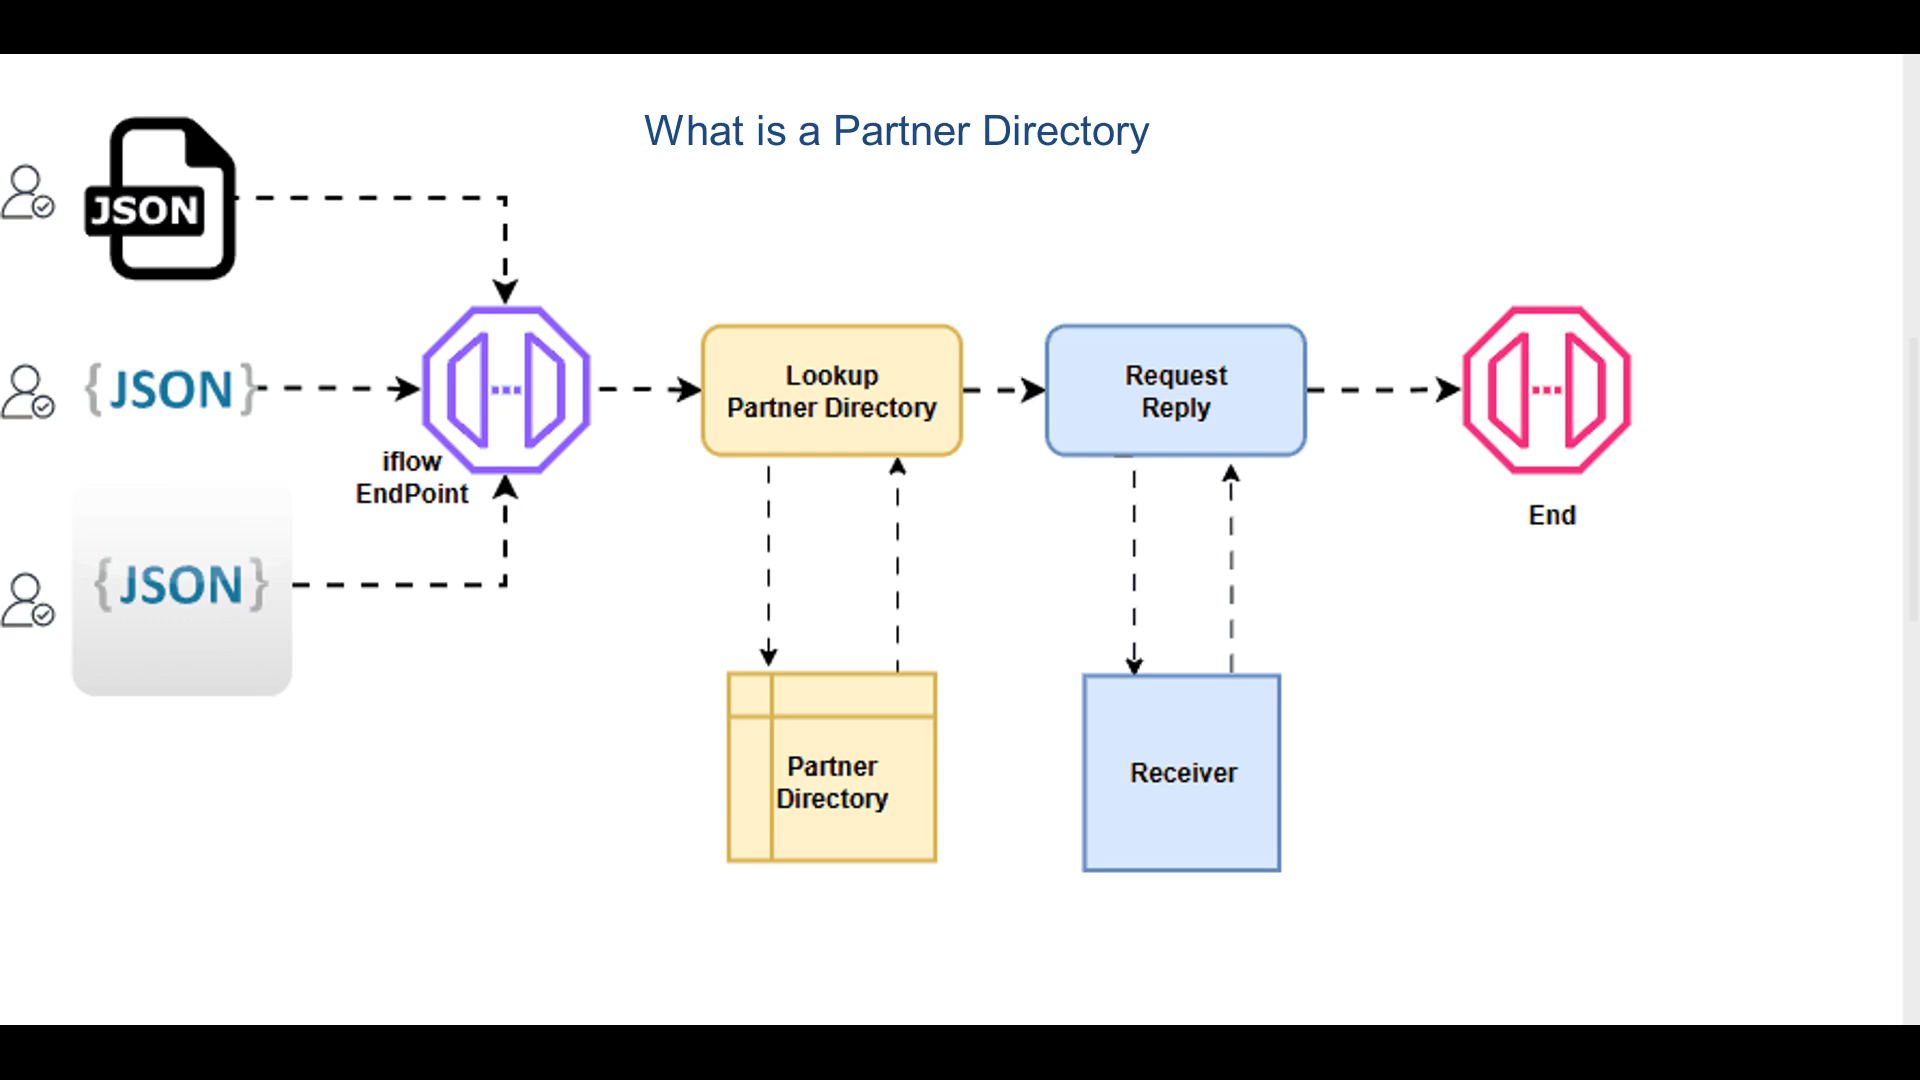 What is a Partner Directory
JSON
{JSON}
iflow
EndPoint
{JSON}
Lookup
Partner Directory
Request
Reply
End
Partner
Directory
Receiver